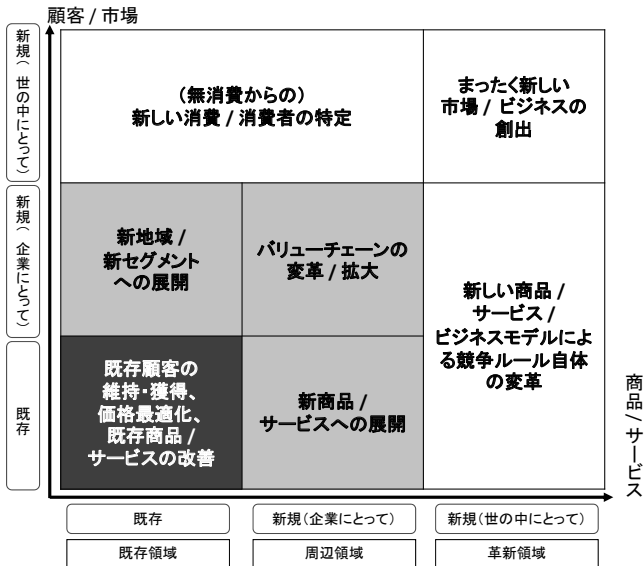 顧客 / 市場
新規(世の中にとって)
新規(企業にとって)
既存
(無消費からの)
新しい消費 / 消費者の特定
まったく新しい
市場 / ビジネスの
創出
新地域 /
新セグメント
への展開
バリューチェーンの
変革 / 拡大
新しい商品 /
サービス /
ビジネスモデルによ
る競争ルール自体
の変革
既存顧客の
維持・獲得、
価格最適化、
既存商品 /
サービスの改善
新商品 /
サービスへの展開
商品 / サービス
既存
新規(企業にとって)
新規(世の中にとって)
既存領域
周辺領域
革新領域